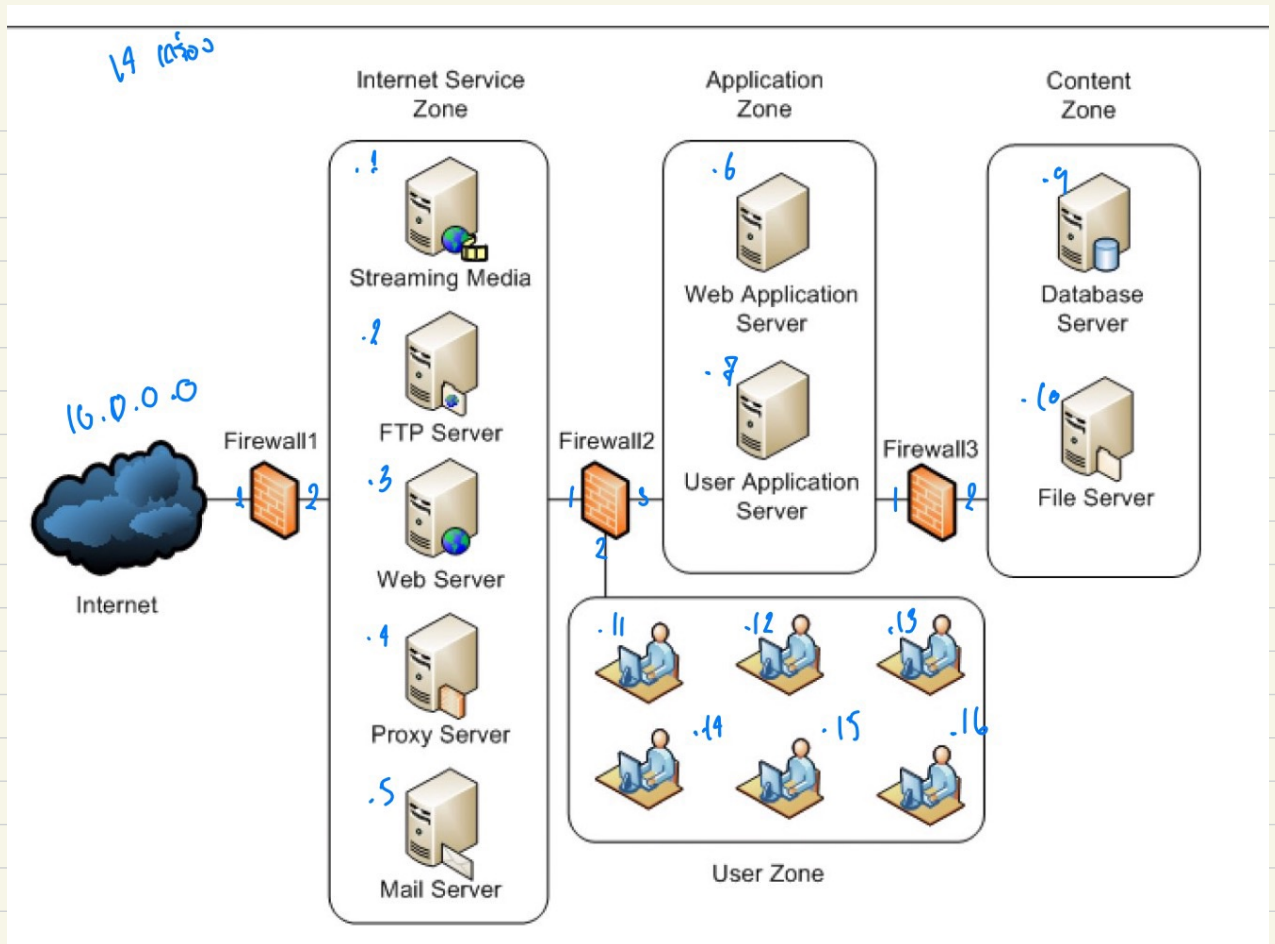 14 เครื่อง
Internet Service
Zone
Application
Zone
Content
Zone
.1
Streaming Media
.2
FTP Server
.3
Web Server
.4
Proxy Server
.5
Mail Server
.6
Web Application
Server
.7
User Application
Server
.9
Database
Server
.10
File Server
10.0.0.0
Internet
Firewall1
1
2
Firewall2
1
3
2
Firewall3
1
2
.11
.12
.13
.14
.15
.16
User Zone